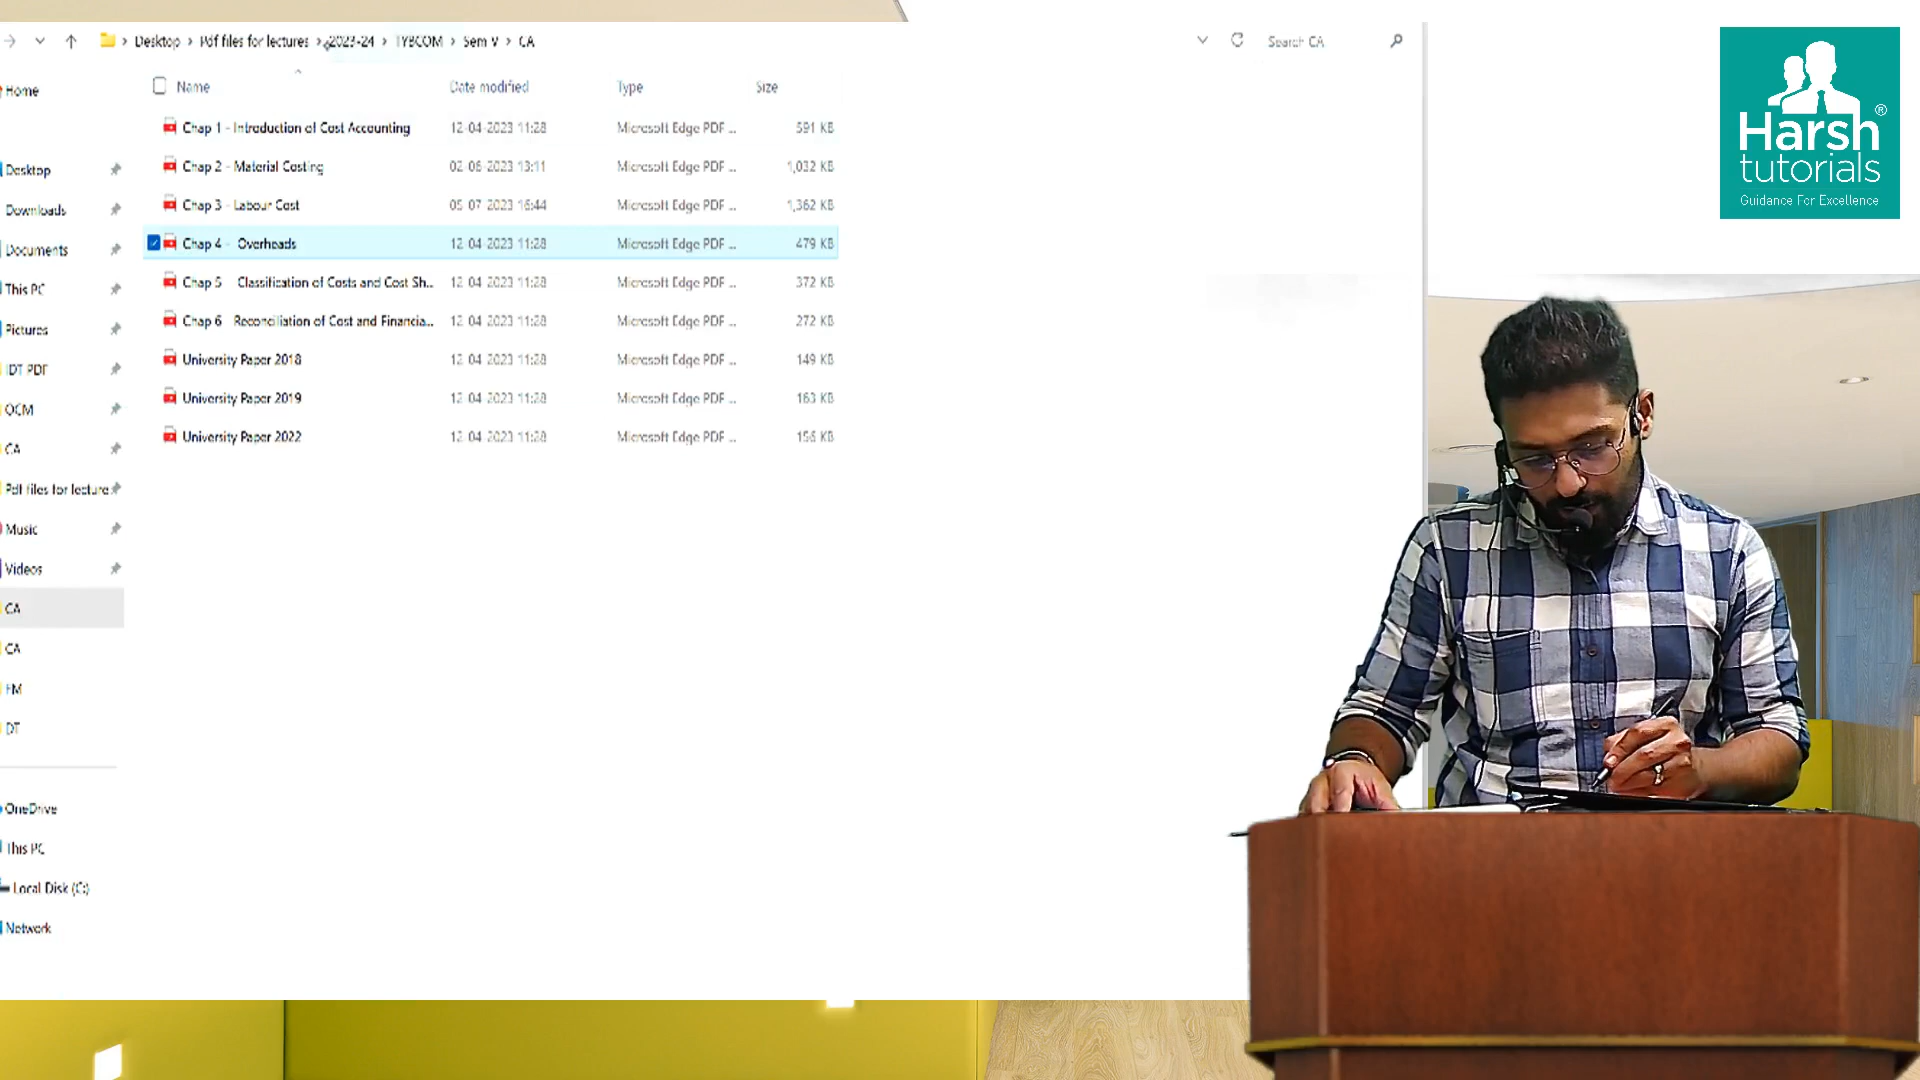 Desktop > Pdf files for lectures > 2023-24 > TYBCOM > Sem V > CA
Search CA
Name Date modified Type Size
Chap 1 - Introduction of Cost Accounting 12-04-2023 11:28 Microsoft Edge PDF ... 591 KB
Chap 2 - Material Costing 02-08-2023 13:11 Microsoft Edge PDF ... 1,032 KB
Chap 3 - Labour Cost 05-07-2023 16:44 Microsoft Edge PDF ... 1,362 KB
Chap 4 - Overheads 12-04-2023 11:28 Microsoft Edge PDF ... 479 KB
Chap 5 Classification of Costs and Cost Sh... 12-04-2023 11:28 Microsoft Edge PDF ... 372 KB
Chap 6 Reconciliation of Cost and Financia... 12-04-2023 11:28 Microsoft Edge PDF ... 272 KB
University Paper 2018 12-04-2023 11:28 Microsoft Edge PDF ... 149 KB
University Paper 2019 12-04-2023 11:28 Microsoft Edge PDF ... 163 KB
University Paper 2022 12-04-2023 11:28 Microsoft Edge PDF ... 156 KB
Home
Desktop
Downloads
Documents
This PC
Pictures
IDT PDF
OCM
CA
Pdf files for lecture
Music
Videos
CA
CA
FM
DT
OneDrive
This PC
Local Disk (C:)
Network
Harsh®
tutorials
Guidance For Excellence